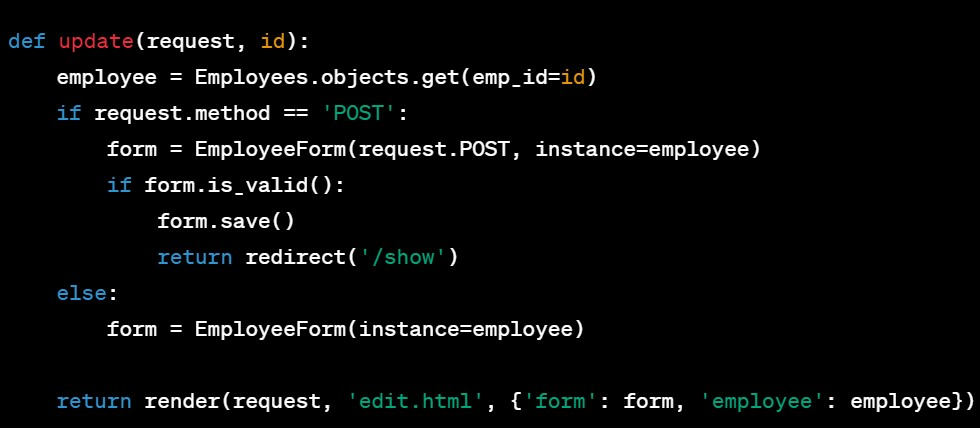 def update(request, id):
    employee = Employees.objects.get(emp_id=id)
    if request.method == 'POST':
        form = EmployeeForm(request.POST, instance=employee)
        if form.is_valid():
            form.save()
            return redirect('/show')
    else:
        form = EmployeeForm(instance=employee)

    return render(request, 'edit.html', {'form': form, 'employee': employee})